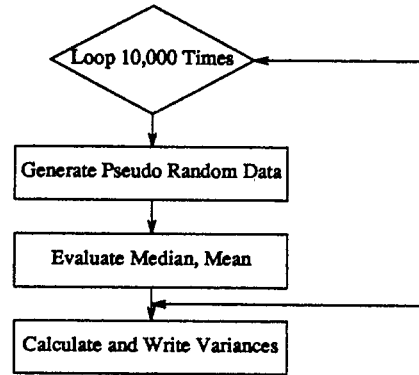 Loop 10,000 Times
Generate Pseudo Random Data
Evaluate Median, Mean
Calculate and Write Variances